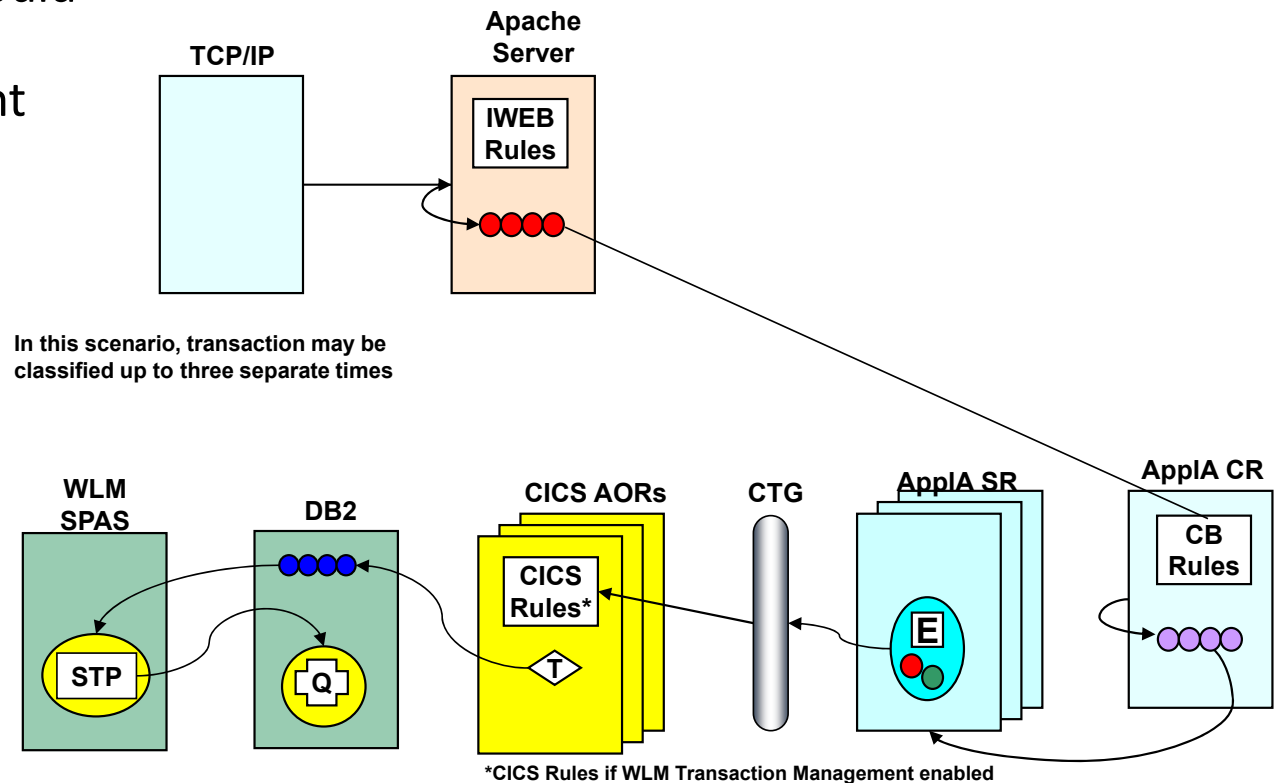 Apache
Server
TCP/IP
nt
IWEB
Rules
In this scenario, transaction may be
classified up to three separate times
WLM
SPAS
DB2
CICS AORs
CTG
ApplA SR
ApplA CR
CICS
Rules*
CB
Rules
STP
Q
T
E
*CICS Rules if WLM Transaction Management enabled